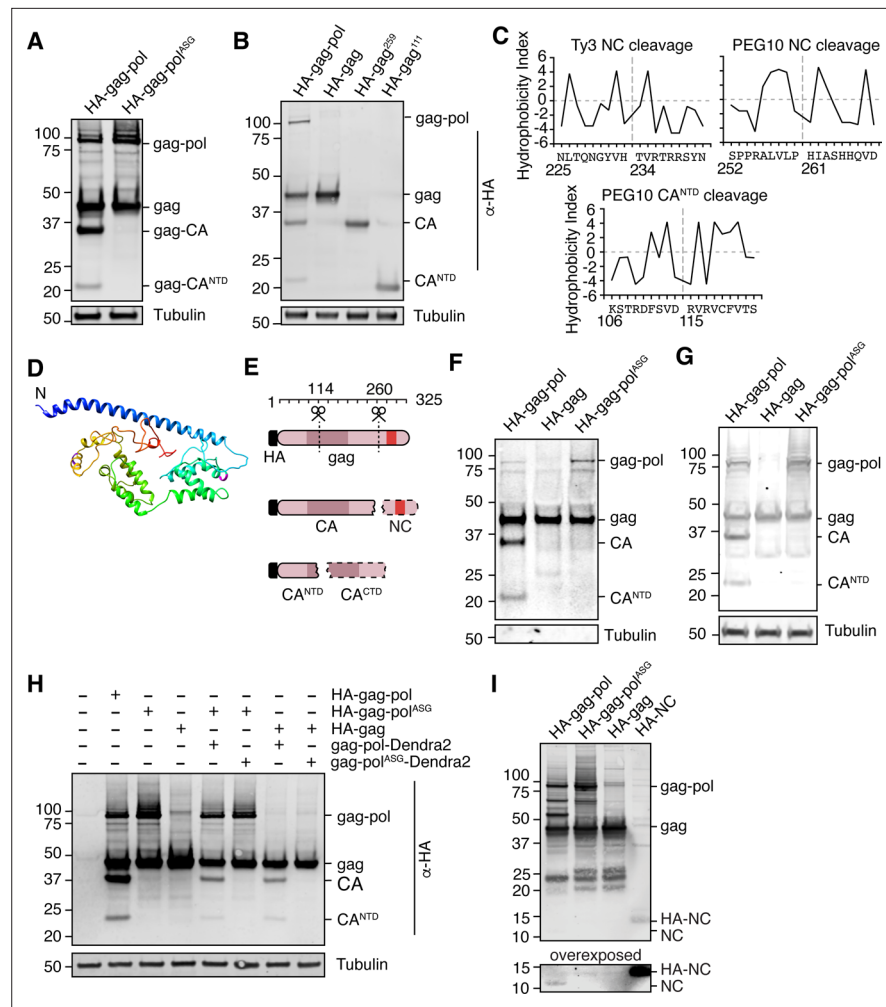 A
HA-gag-pol
HA-gag-pol^ASG
100
75
50
37
25
20
50
gag-pol
gag
gag-CA
gag-CA^NTD
Tubulin
B
HA-gag-pol
HA-gag
HA-gag^259
HA-gag^111
100
75
50
37
25
20
50
gag-pol
gag
CA
CA^NTD
α-HA
Tubulin
C
Ty3 NC cleavage
PEG10 NC cleavage
Hydrophobicity Index
6
4
2
0
-2
-4
-6
NLTQNGYVH TVRTRRSYN
225 234
SPPRALVLP HIASHHQVD
252 261
PEG10 CA^NTD cleavage
Hydrophobicity Index
6
4
2
0
-2
-4
-6
KSTRDFSVD RVRVCFVTS
106 115
D
N
E
1 114 260 325
HA gag
CA NC
CA^NTD CA^CTD
F
HA-gag-pol
HA-gag
HA-gag-pol^ASG
100
75
50
37
25
20
50
gag-pol
gag
CA
CA^NTD
Tubulin
G
HA-gag-pol
HA-gag
HA-gag-pol^ASG
100
75
50
37
25
20
50
gag-pol
gag
CA
CA^NTD
Tubulin
H
– + – – – – – – HA-gag-pol
– – + – + + – – HA-gag-pol^ASG
– – – + – – + + HA-gag
– – – – + – + – gag-pol-Dendra2
– – – – – + – + gag-pol^ASG-Dendra2
100
75
50
37
25
20
50
gag-pol
gag
CA
CA^NTD
α-HA
Tubulin
I
HA-gag-pol
HA-gag-pol^ASG
HA-gag
HA-NC
100
75
50
37
25
20
15
10
gag-pol
gag
HA-NC
NC
overexposed
15
10
HA-NC
NC